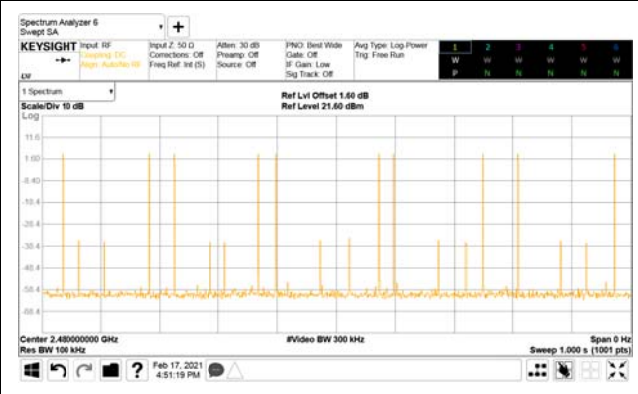 Spectrum Analyzer 6
Swept SA
KEYSIGHT Input: RF
Coupling: DC
Align: Auto/No RF
Input Z: 50 Ω
Corrections: Off
Freq Ref: Int (S)
Atten: 30 dB
Preamp: Off
Source: Off
PNO: Best Wide
Gate: Off
IF Gain: Low
Sig Track: Off
Avg Type: Log-Power
Trig: Free Run
1 2 3 4 5 6
W W W W W W
P N N N N N
LXI
1 Spectrum
Scale/Div 10 dB
Ref Lvl Offset 1.60 dB
Ref Level 21.60 dBm
Log
11.6
1.60
-8.40
-18.4
-28.4
-38.4
-48.4
-58.4
-68.4
Center 2.480000000 GHz
#Video BW 300 kHz
Span 0 Hz
Res BW 100 kHz
Sweep 1.000 s (1001 pts)
? Feb 17, 2021
4:51:19 PM